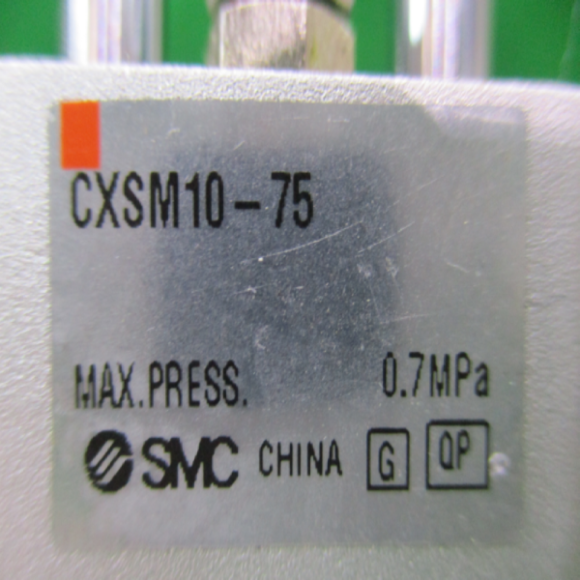 CXSM10-75
MAX.PRESS. 0.7MPa
SMC CHINA G QP